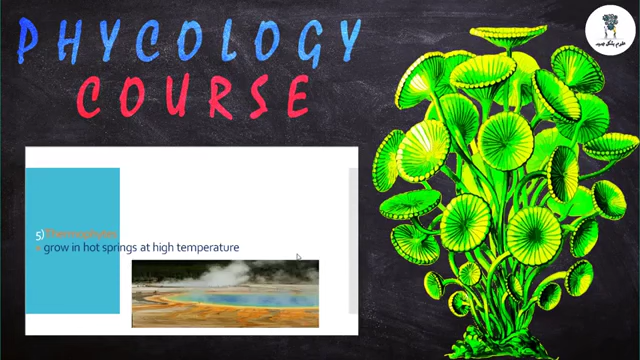 PHYCOLOGY
COURSE
5)Thermophytes
grow in hot springs at high temperature